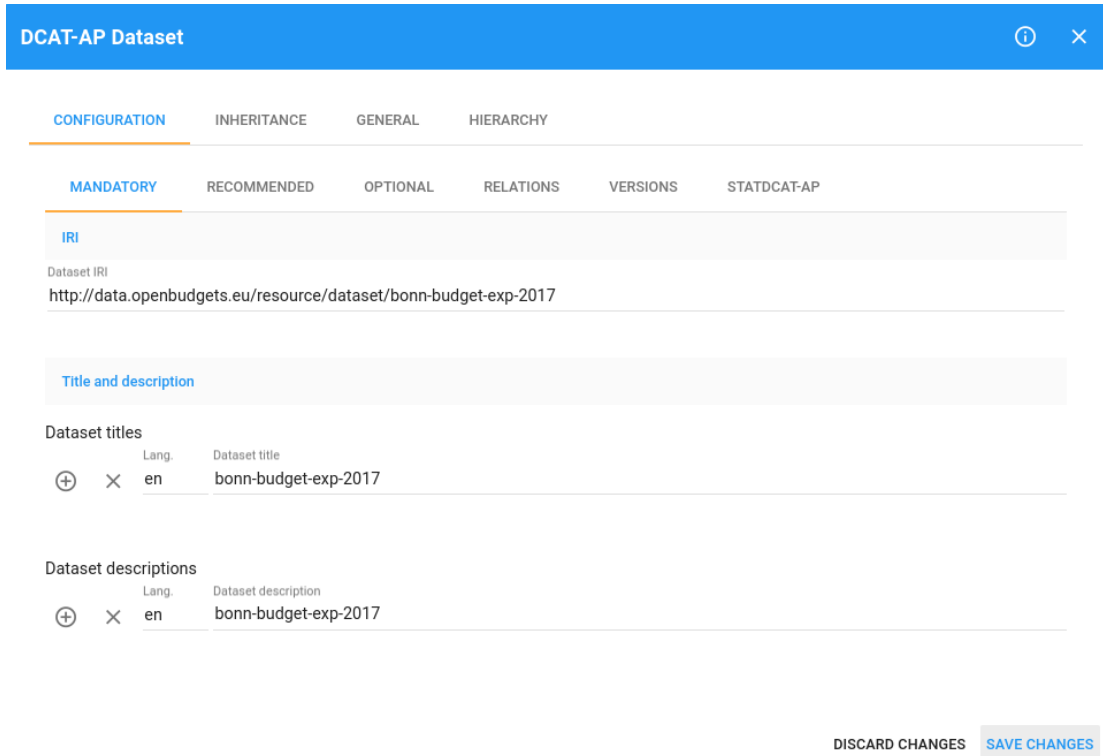 DCAT-AP Dataset
CONFIGURATION INHERITANCE GENERAL HIERARCHY
MANDATORY RECOMMENDED OPTIONAL RELATIONS VERSIONS STATDCAT-AP
IRI
Dataset IRI
http://data.openbudgets.eu/resource/dataset/bonn-budget-exp-2017
Title and description
Dataset titles
Lang. Dataset title
en bonn-budget-exp-2017
Dataset descriptions
Lang. Dataset description
en bonn-budget-exp-2017
DISCARD CHANGES SAVE CHANGES